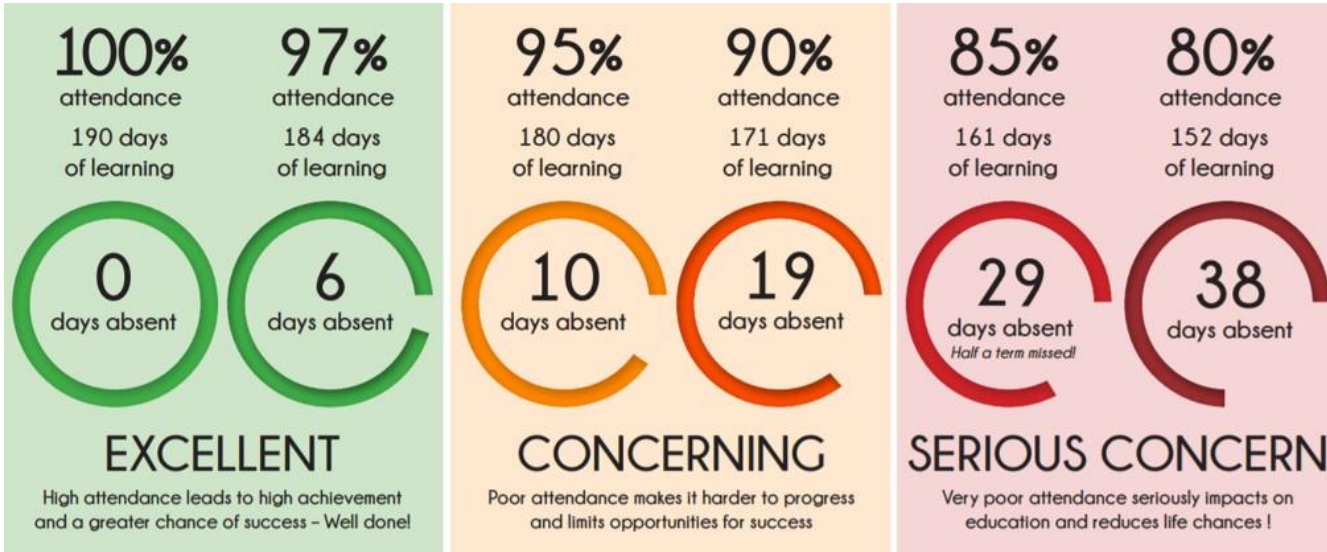 100%
attendance
190 days
of learning
0
days absent
97%
attendance
184 days
of learning
6
days absent
EXCELLENT
High attendance leads to high achievement
and a greater chance of success – Well done!
95%
attendance
180 days
of learning
10
days absent
90%
attendance
171 days
of learning
19
days absent
CONCERNING
Poor attendance makes it harder to progress
and limits opportunities for success
85%
attendance
161 days
of learning
29
days absent
Half a term missed!
80%
attendance
152 days
of learning
38
days absent
SERIOUS CONCERN
Very poor attendance seriously impacts on
education and reduces life chances !